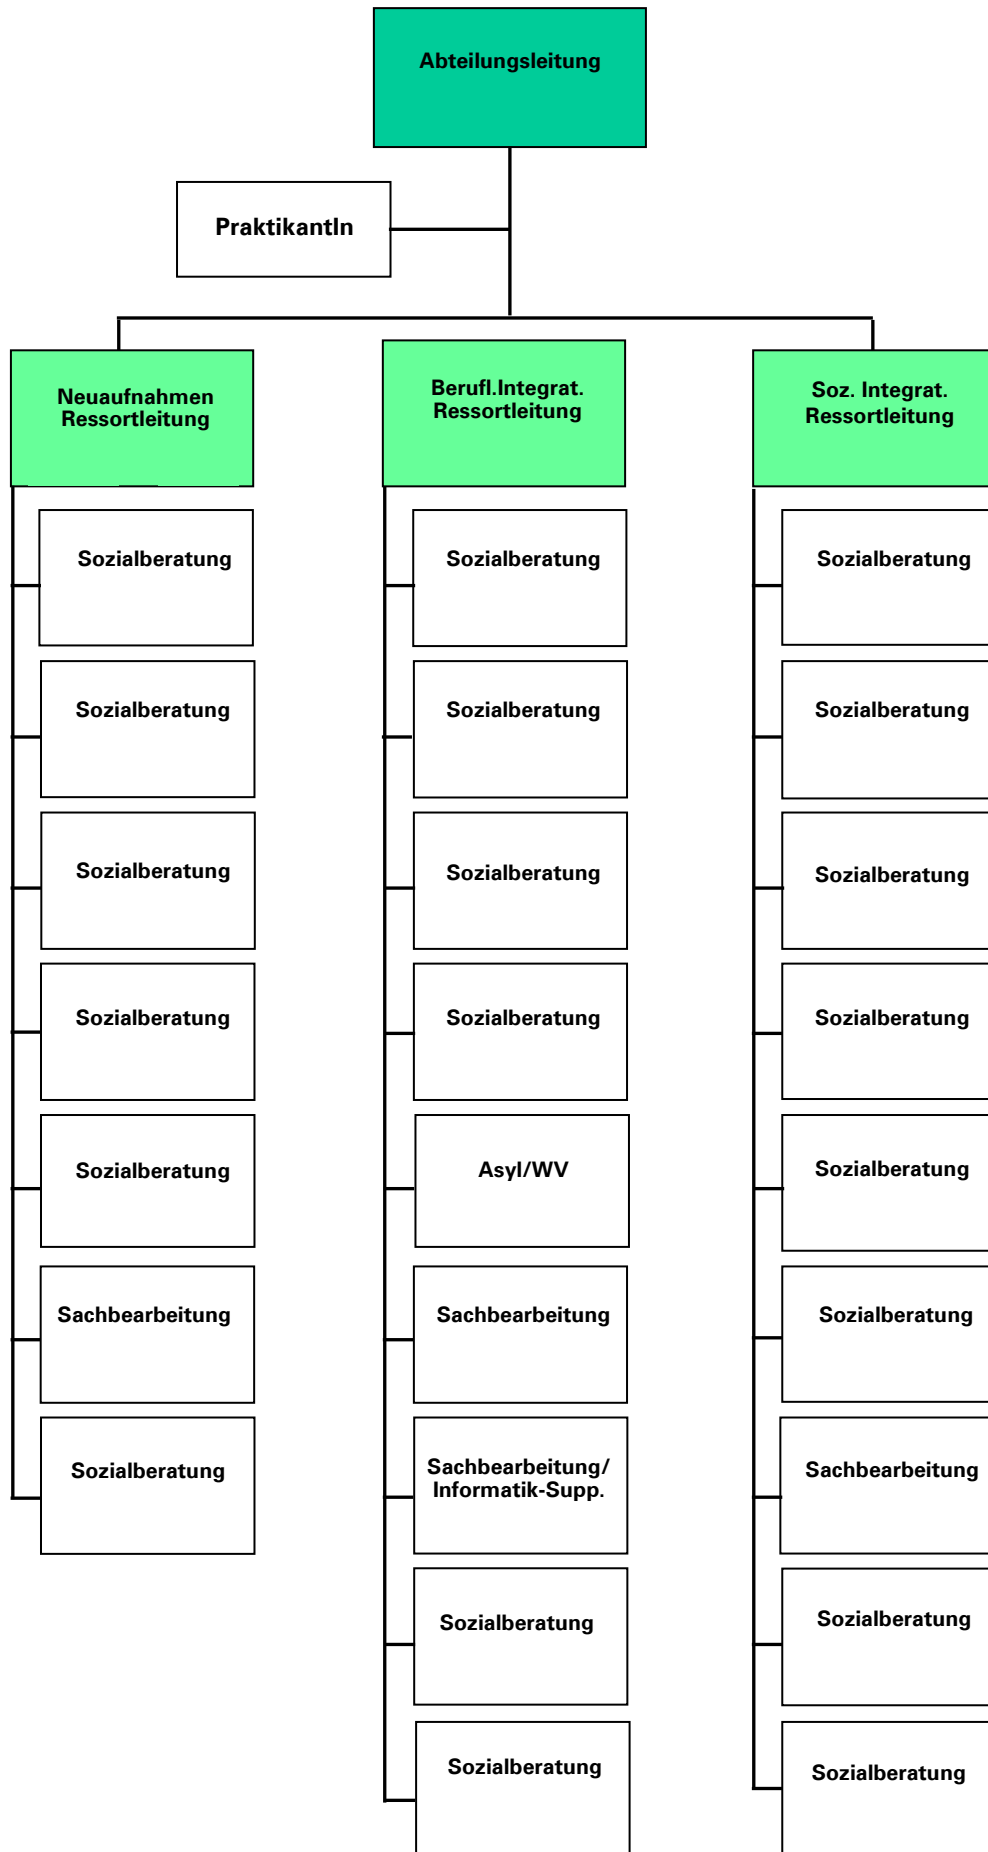 Abteilungsleitung
PraktikantIn
Neuaufnahmen
Ressortleitung
Berufl.Integrat.
Ressortleitung
Soz. Integrat.
Ressortleitung
Sozialberatung
Sozialberatung
Sozialberatung
Sozialberatung
Sozialberatung
Sozialberatung
Sozialberatung
Sozialberatung
Sozialberatung
Sozialberatung
Sozialberatung
Sozialberatung
Sozialberatung
Asyl/WV
Sozialberatung
Sachbearbeitung
Sachbearbeitung
Sozialberatung
Sozialberatung
Sachbearbeitung/
Informatik-Supp.
Sachbearbeitung
Sozialberatung
Sozialberatung
Sozialberatung
Sozialberatung